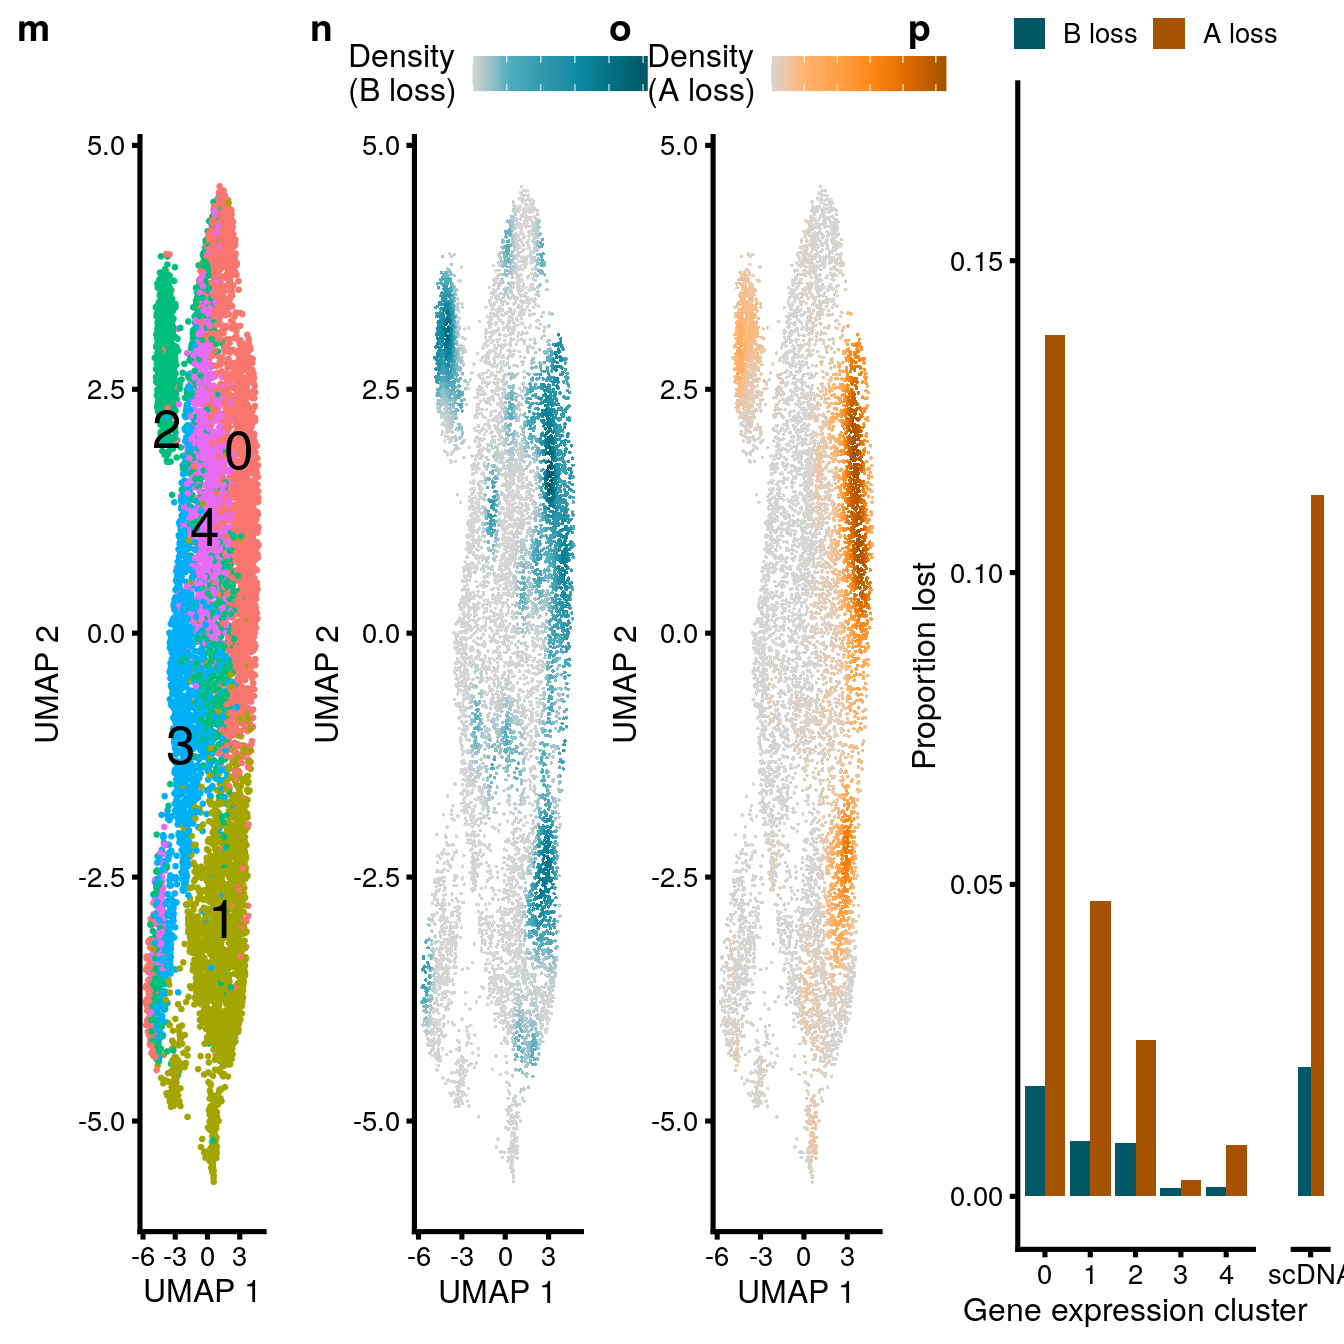 m
n
o
p
Density
(B loss)
Density
(A loss)
B loss
A loss
5.0
2.5
0.0
-2.5
-5.0
UMAP 2
2
0
4
3
1
-6 -3 0 3
UMAP 1
5.0
2.5
0.0
-2.5
-5.0
UMAP 2
-6 -3 0 3
UMAP 1
5.0
2.5
0.0
-2.5
-5.0
UMAP 2
-6 -3 0 3
UMAP 1
0.15
0.10
0.05
0.00
Proportion lost
0 1 2 3 4 scDNA
Gene expression cluster